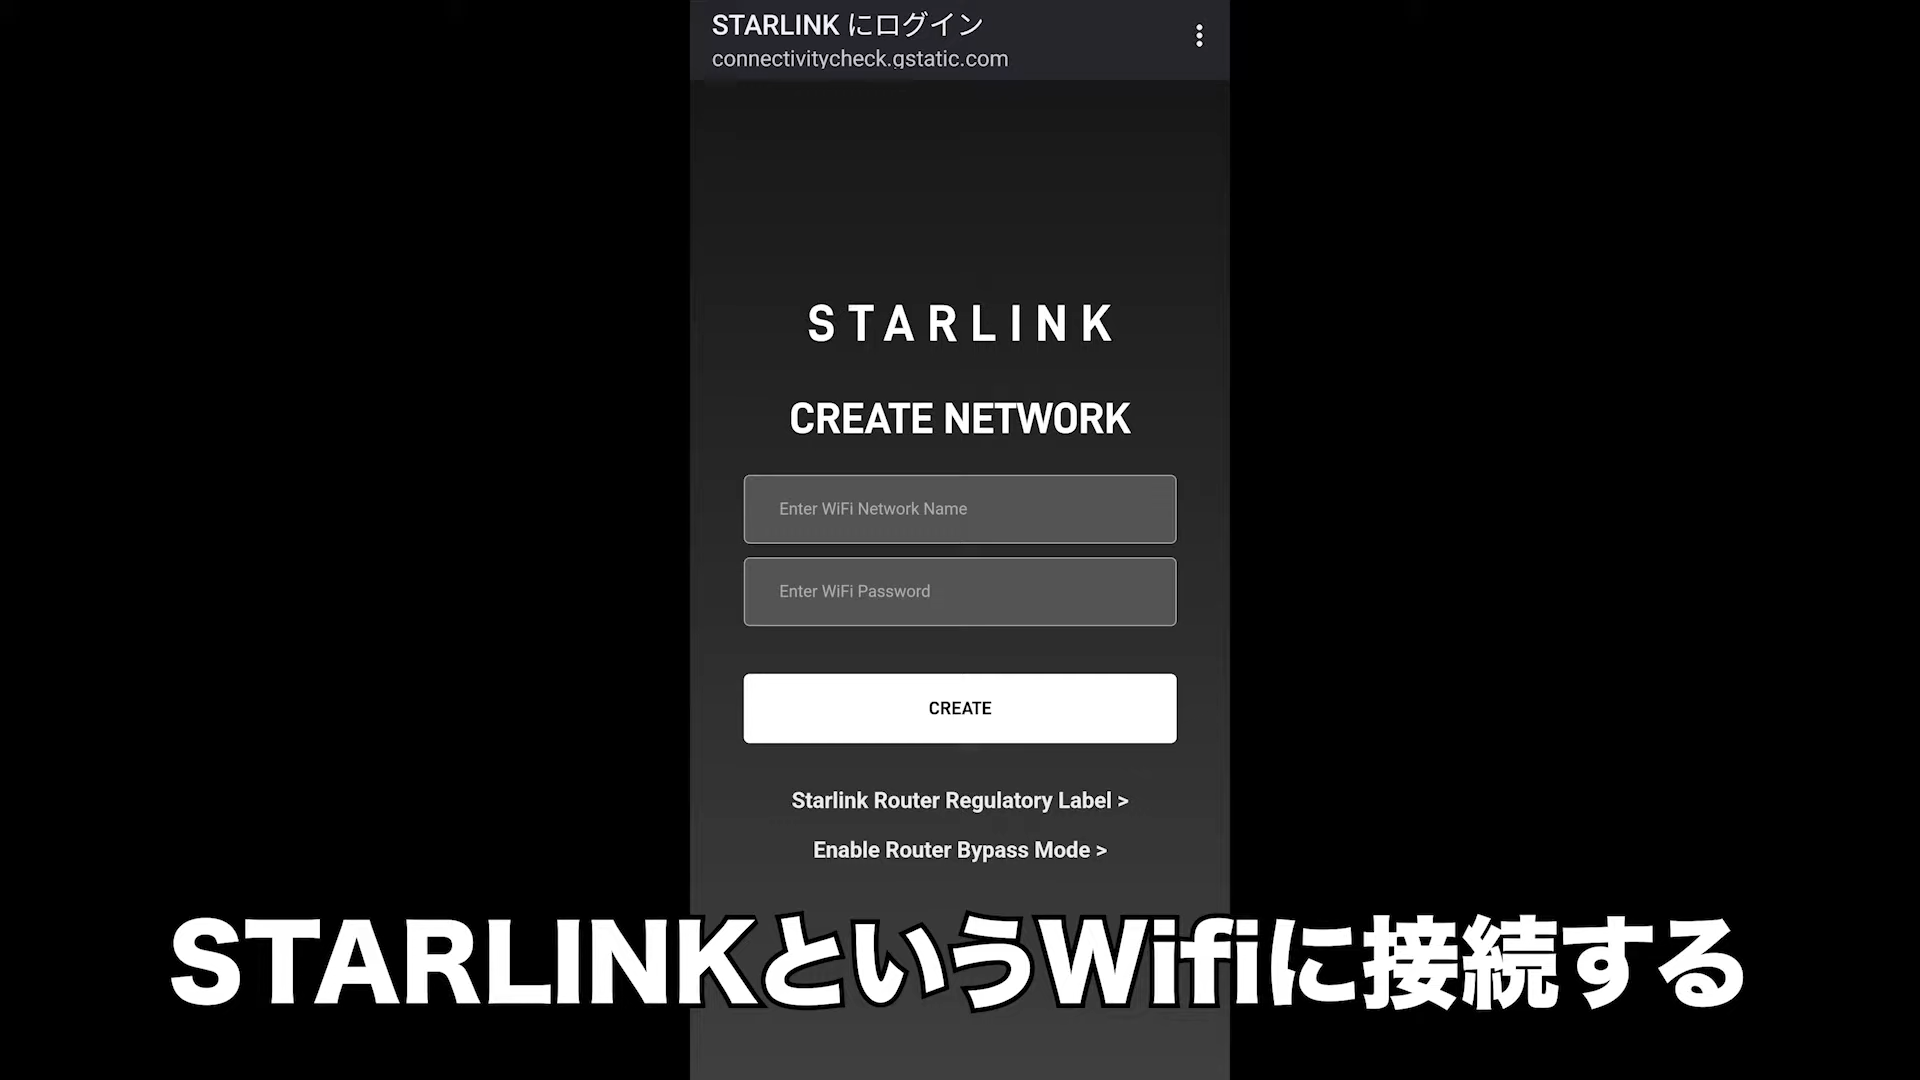 STARLINK にログイン
connectivitycheck.gstatic.com
STARLINK
CREATE NETWORK
Enter WiFi Network Name
Enter WiFi Password
CREATE
Starlink Router Regulatory Label >
Enable Router Bypass Mode >
STARLINKというWifiに接続する